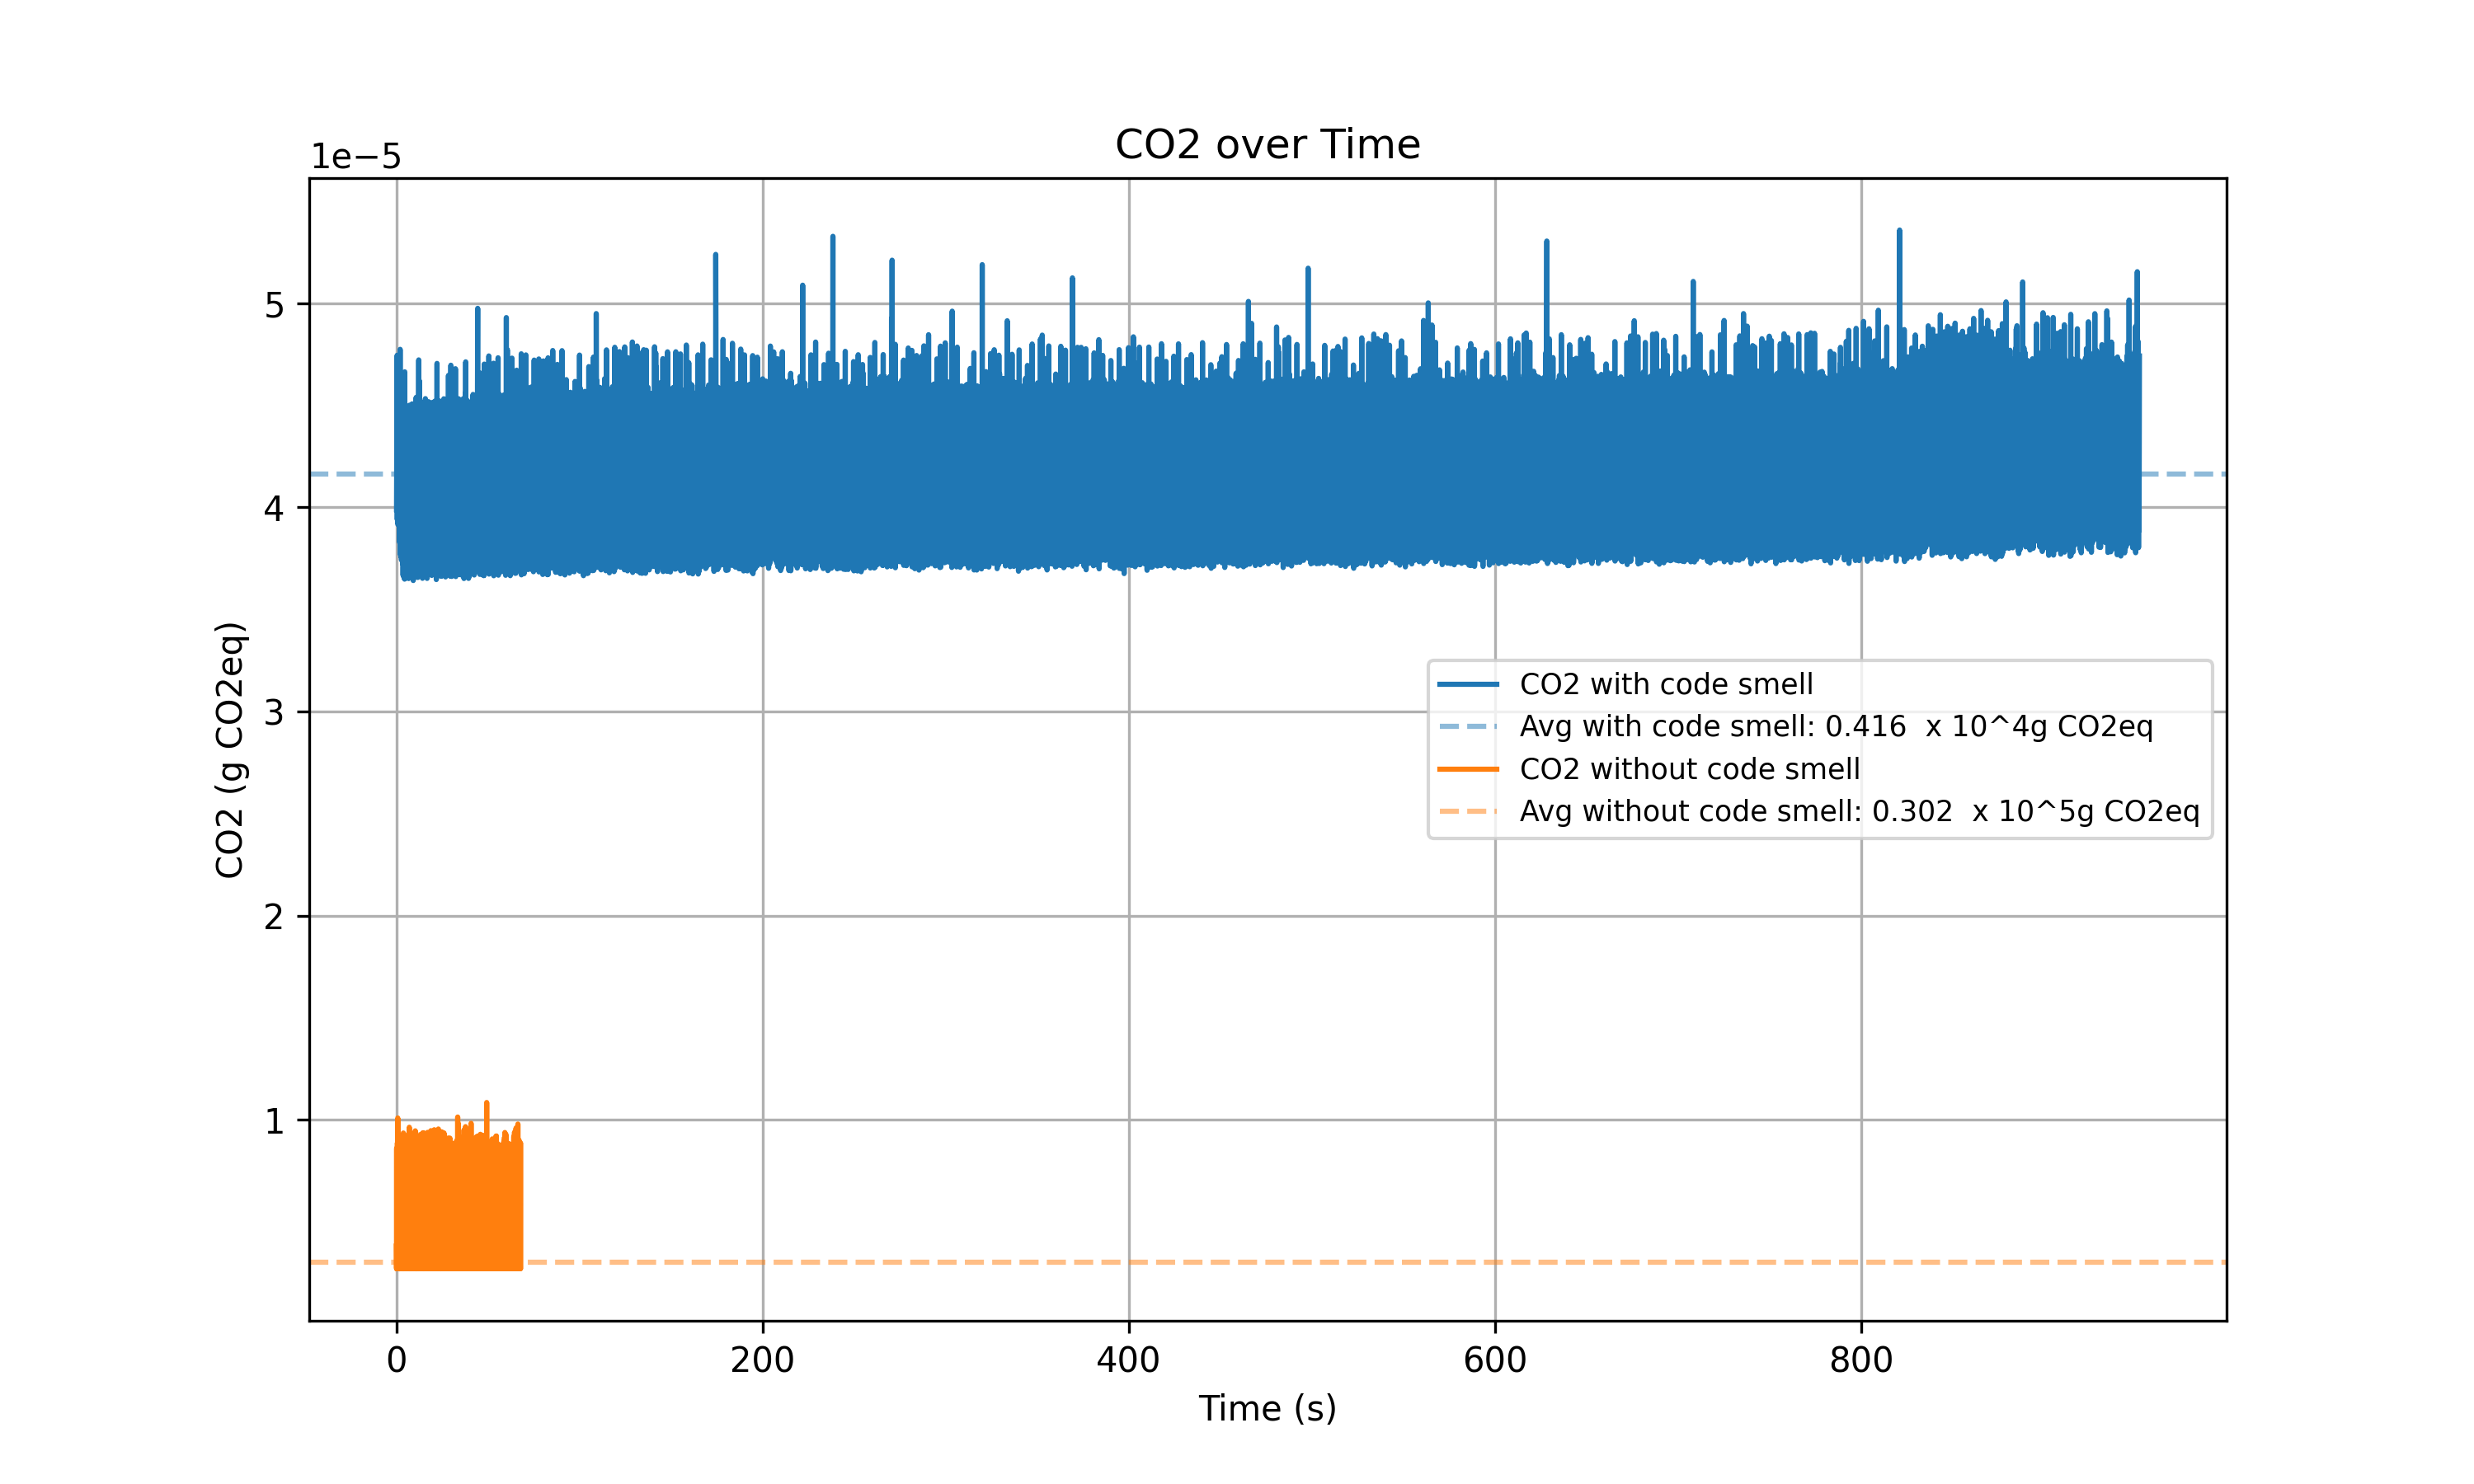 CO2 over Time
1e−5
5
4
3
2
1
CO2 (g CO2eq)
CO2 with code smell
Avg with code smell: 0.416  x 10^4g CO2eq
CO2 without code smell
Avg without code smell: 0.302  x 10^5g CO2eq
0 200 400 600 800
Time (s)